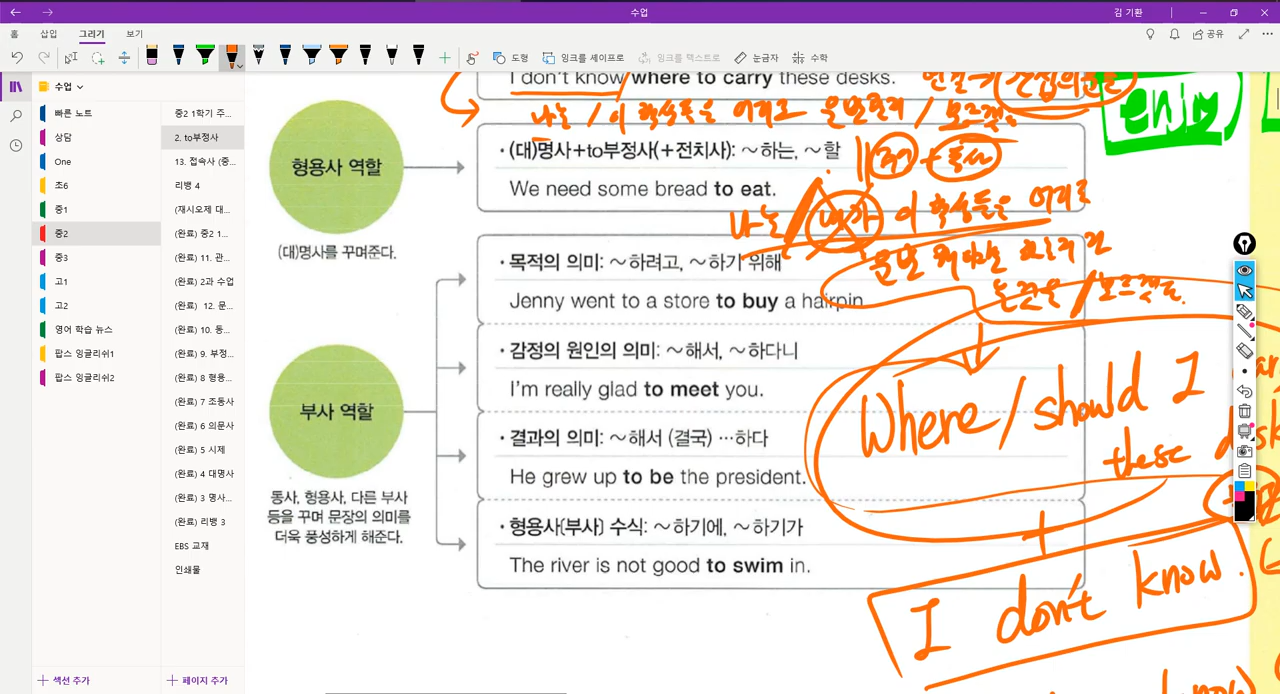 수업
김 기환
홈 삽입 그리기 보기
공유
도형 잉크를 셰이프로 잉크를 텍스트로 눈금자 수학
수업
빠른 노트
상담
One
초6
중1
중2
중3
고1
고2
영어 학습 뉴스
팝스 잉글리쉬1
팝스 잉글리쉬2
섹션 추가
중2 1학기 주...
2. to부정사
13. 접속사 (중...
리뱅 4
(재시오제 대...
(완료) 중2 1...
(완료) 11. 관...
(완료) 2과 수업
(완료) 12. 문...
(완료) 10. 동...
(완료) 9. 부정...
(완료) 8 형용...
(완료) 7 조동사
(완료) 6 의문사
(완료) 5 시제
(완료) 4 대명사
(완료) 3 명사...
(완료) 리뱅 3
EBS 교재
인쇄물
페이지 추가
I don't know where to carry these desks.
간접의문문
enjoy
나는 / 이 책상들을 어디로 운반할지 / 모르겠다
형용사 역할
(대)명사를 꾸며준다.
• (대)명사+to부정사(+전치사): ~하는, ~할
주어 + 동사
We need some bread to eat.
나는 / 내가 이 책상들을 어디로
운반 해야하는
/ 모르겠다.
부사 역할
동사, 형용사, 다른 부사
등을 꾸며 문장의 의미를
더욱 풍성하게 해준다.
• 목적의 의미: ~하려고, ~하기 위해
Jenny went to a store to buy a hairpin
• 감정의 원인의 의미: ~해서, ~하다니
I'm really glad to meet you.
• 결과의 의미: ~해서 (결국) …하다
He grew up to be the president.
• 형용사(부사) 수식: ~하기에, ~하기가
The river is not good to swim in.
Where / should I
these
+
I don't know.
know